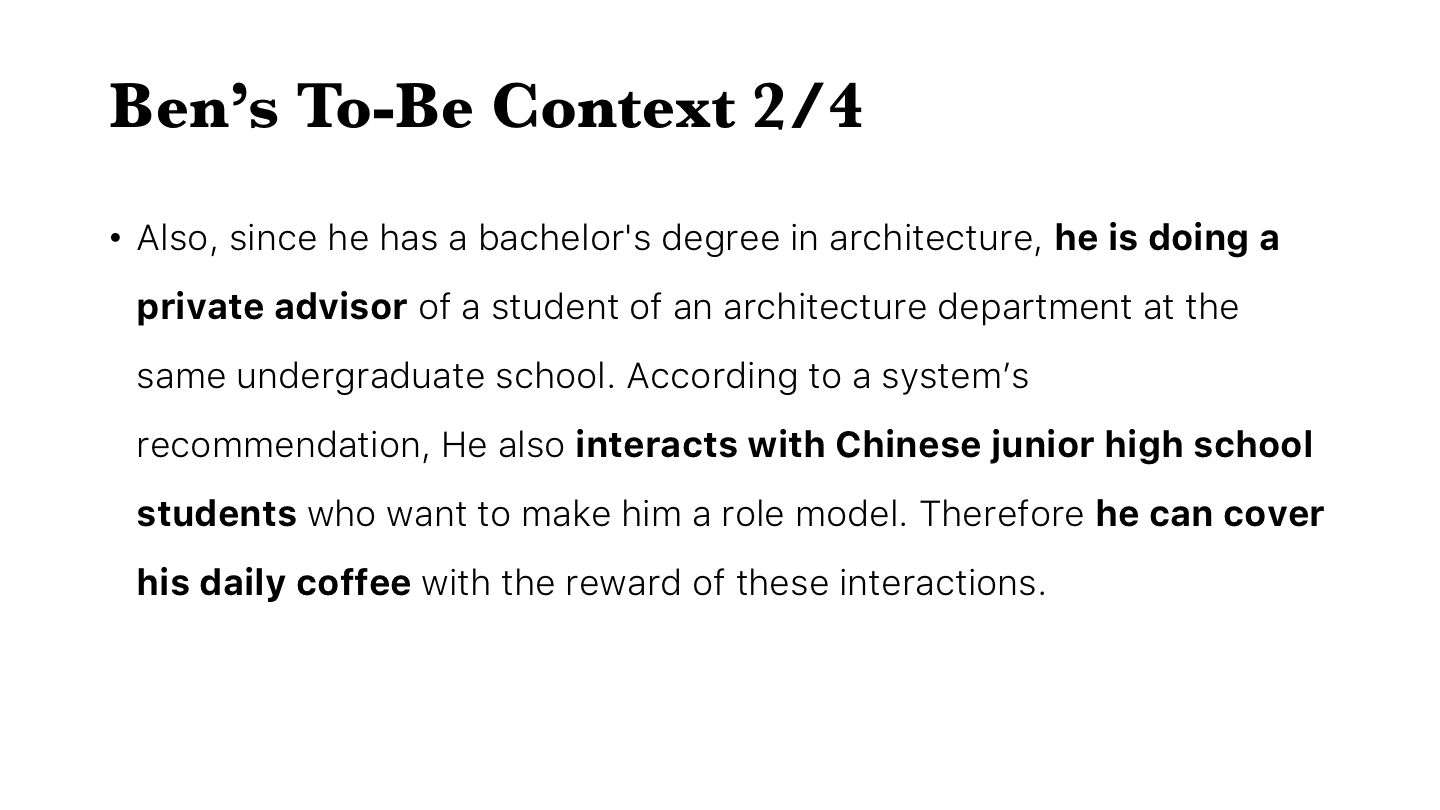 Ben’s To-Be Context 2/4
• Also, since he has a bachelor's degree in architecture, he is doing a
private advisor of a student of an architecture department at the
same undergraduate school. According to a system’s
recommendation, He also interacts with Chinese junior high school
students who want to make him a role model. Therefore he can cover
his daily coffee with the reward of these interactions.